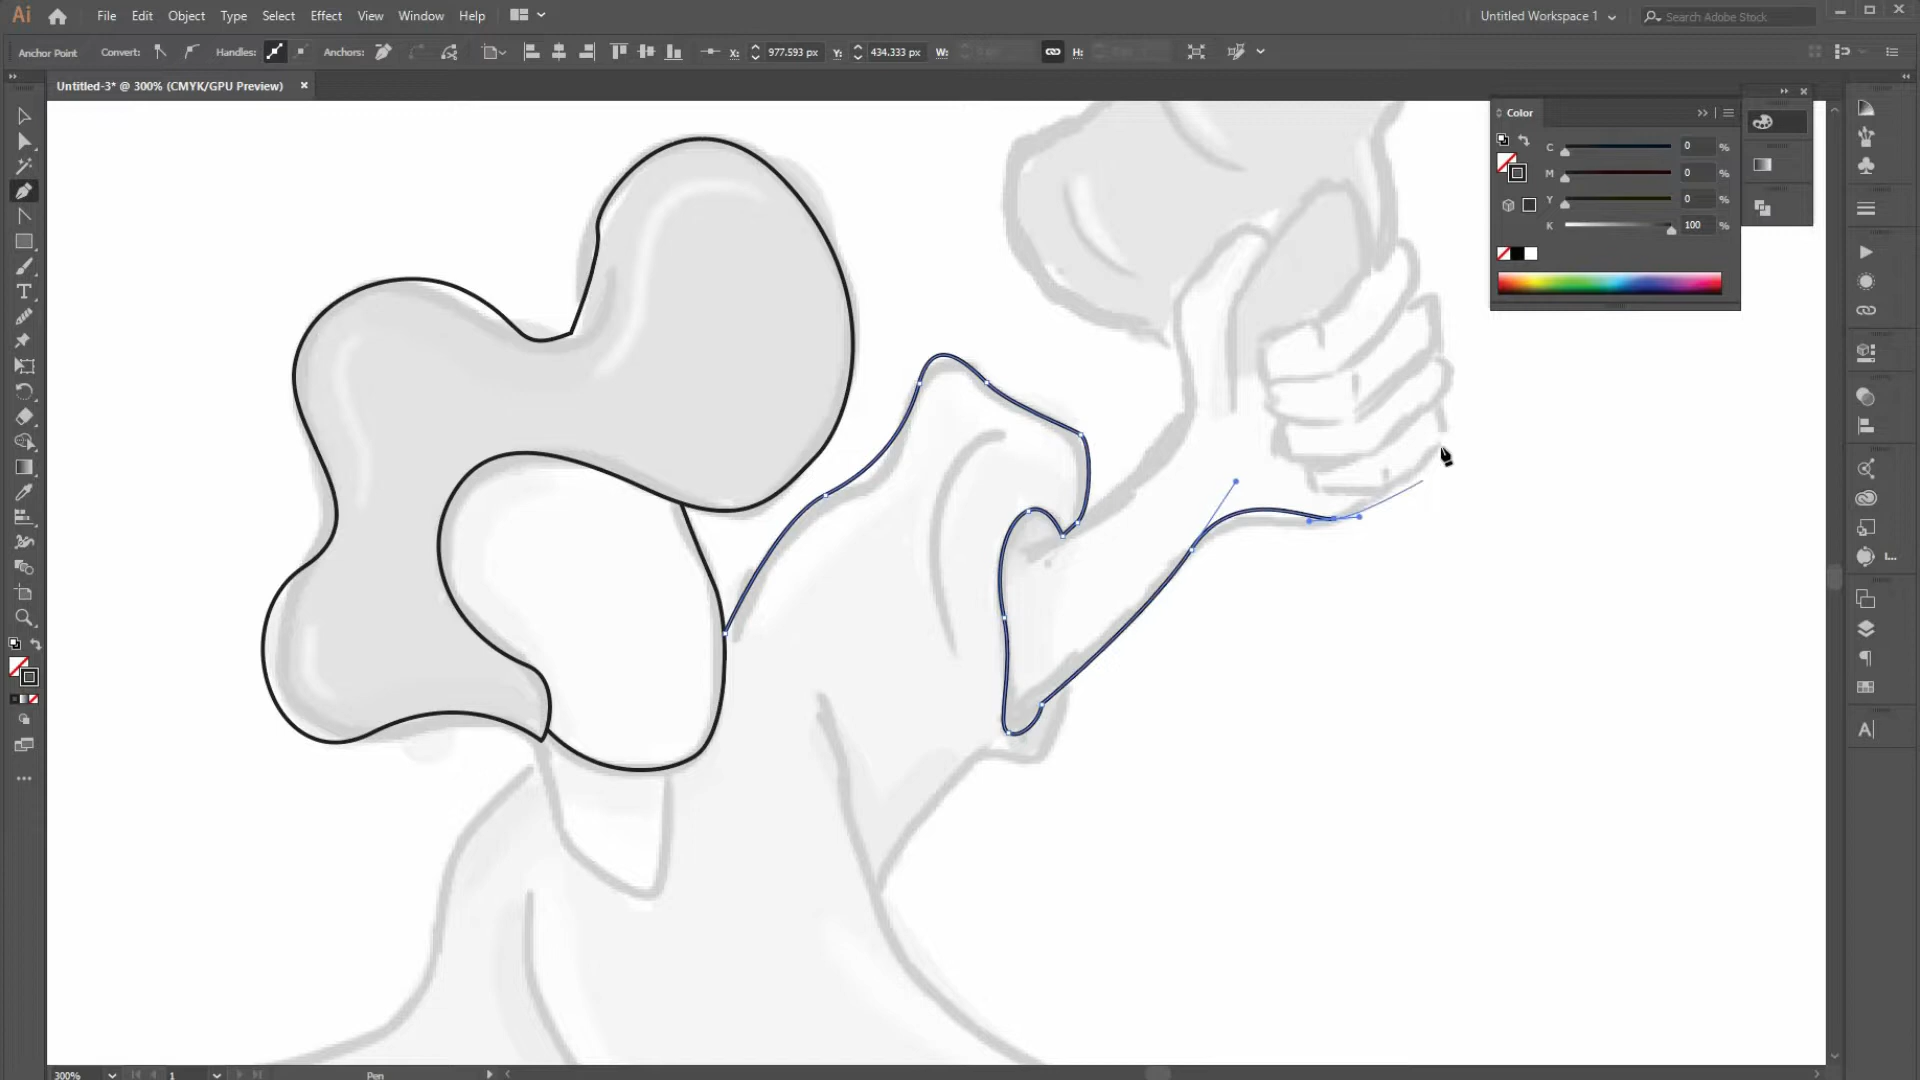 Ai File Edit Object Type Select Effect View Window Help Untitled Workspace 1 Search Adobe Stock
Anchor Point Convert: Handles: Anchors: X: 977.593 px Y: 434.333 px W: H:
Untitled-3* @ 300% (CMYK/GPU Preview)
Color
C 0 %
M 0 %
Y 0 %
K 100 %
300% 1 Pen